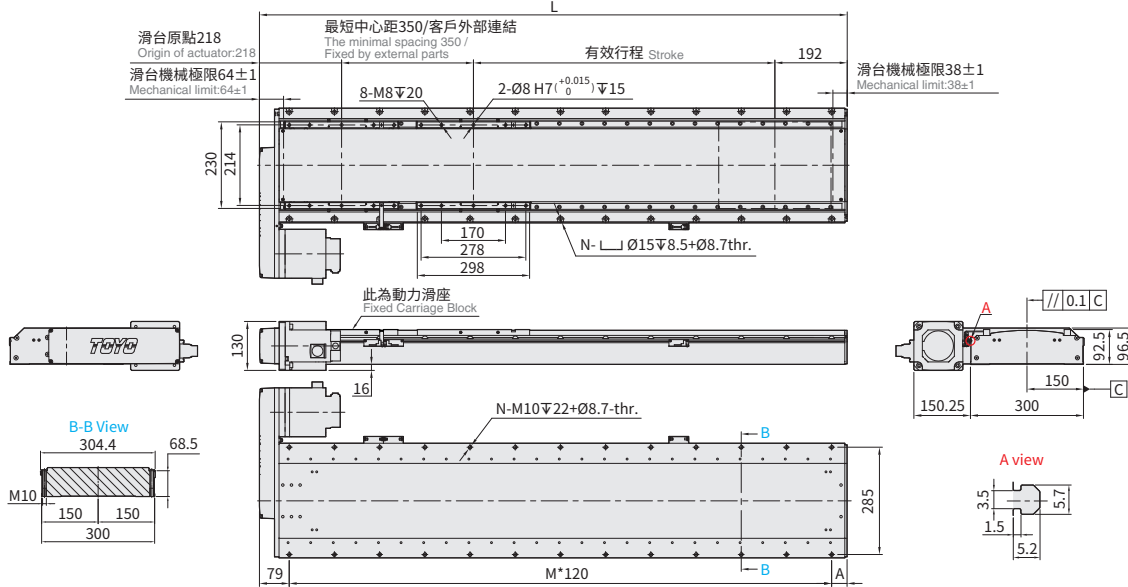 L
滑台原點218
Origin of actuator:218
最短中心距350/客戶外部連結
The minimal spacing 350 /
Fixed by external parts
有效行程 Stroke
192
滑台機械極限64±1
Mechanical limit:64±1
滑台機械極限38±1
Mechanical limit:38±1
8-M8↧20
2-Ø8 H7(+0.015 0)↧15
230
214
170
278
298
N-⌴ Ø15↧8.5+Ø8.7thr.
此為動力滑座
Fixed Carriage Block
TOYO
130
16
A
// 0.1 C
92.5
96.5
150
C
150.25
300
N-M10↧22+Ø8.7-thr.
B-B View
304.4
68.5
M10
150
150
300
B
B
285
79
M*120
A
A view
3.5
5.7
1.5
5.2